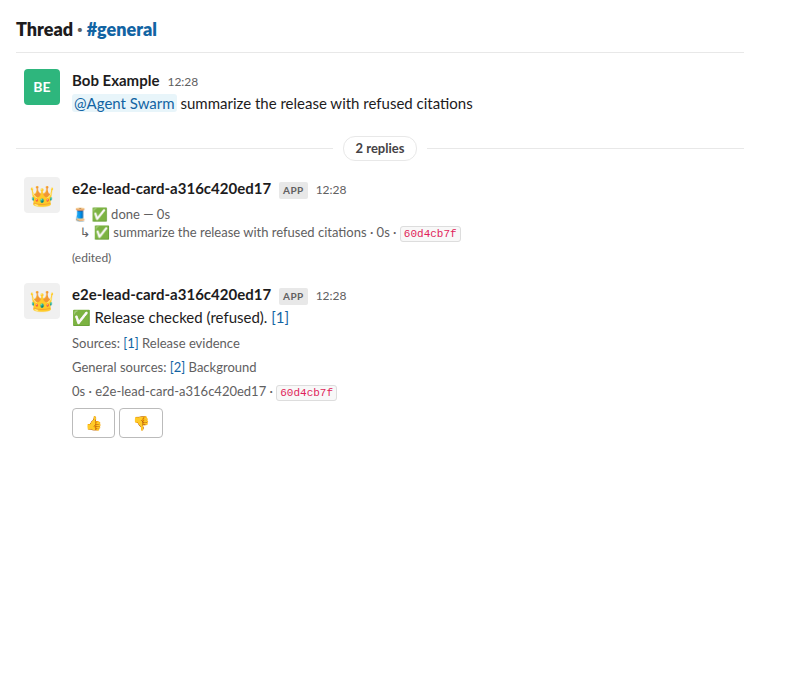 Thread • #general
BE
Bob Example 12:28
@Agent Swarm summarize the release with refused citations
2 replies
e2e-lead-card-a316c420ed17 APP 12:28
🧵 ✅ done — 0s
↳ ✅ summarize the release with refused citations · 0s · 60d4cb7f
(edited)
e2e-lead-card-a316c420ed17 APP 12:28
✅ Release checked (refused). [1]
Sources: [1] Release evidence
General sources: [2] Background
0s · e2e-lead-card-a316c420ed17 · 60d4cb7f
👍 👎